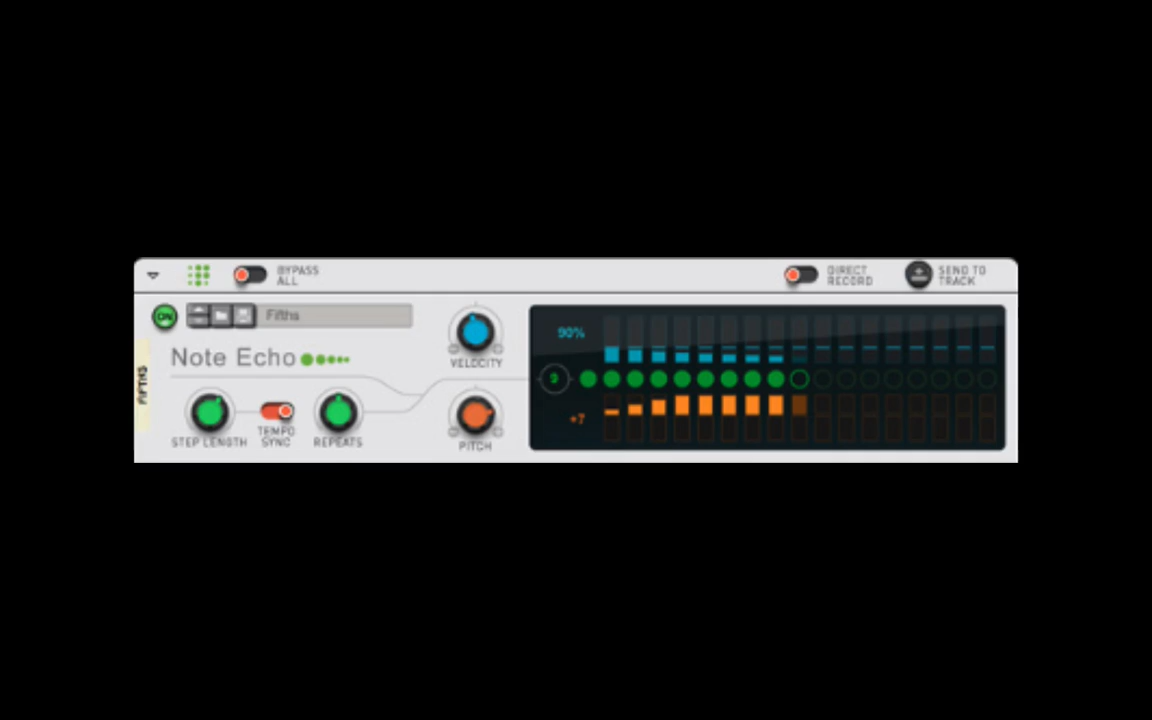 BYPASS
ALL
DIRECT
RECORD
SEND TO
TRACK
ON
Fifths
90%
Note Echo
VELOCITY
FIFTHS
9
+7
STEP LENGTH
TEMPO
SYNC
REPEATS
PITCH